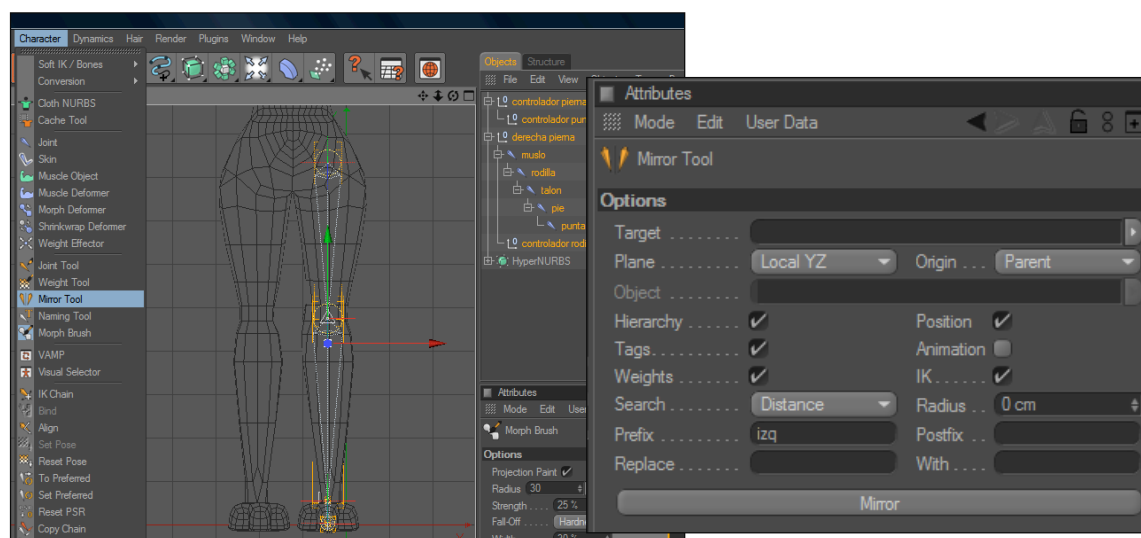 Character Dynamics Hair Render Plugins Window Help
Soft IK / Bones
Conversion
Cloth NURBS
Cache Tool
Joint
Skin
Muscle Object
Muscle Deformer
Morph Deformer
Shrinkwrap Deformer
Weight Effector
Joint Tool
Weight Tool
Mirror Tool
Naming Tool
Morph Brush
VAMP
Visual Selector
IK Chain
Bind
Align
Set Pose
Reset Pose
To Preferred
Set Preferred
Reset PSR
Copy Chain
Objects Structure
File Edit View
controlador pierna
controlador
derecha pierna
muslo
rodilla
talon
pie
punta
controlador
HyperNURBS
Attributes
Mode Edit
Morph Brush
Options
Projection Paint
Radius 30
Strength 25 %
Fall-Off
Attributes
Mode Edit User Data
Mirror Tool
Options
Target
Plane Local YZ Origin Parent
Object
Hierarchy Position
Tags Animation
Weights IK
Search Distance Radius 0 cm
Prefix izq Postfix
Replace With
Mirror